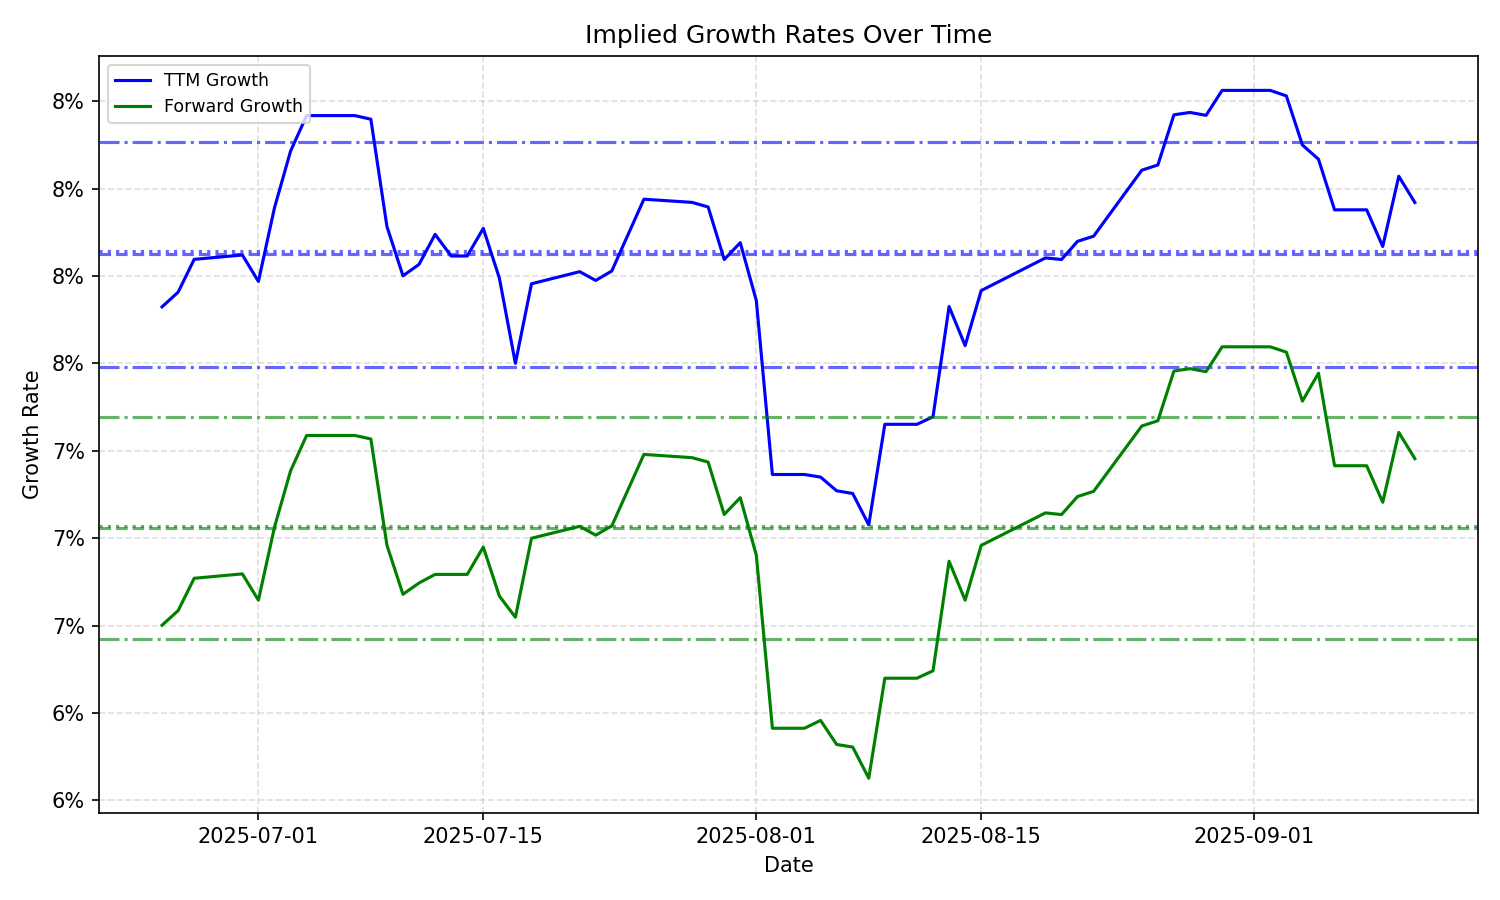 Implied Growth Rates Over Time
TTM Growth
Forward Growth
8%
8%
8%
8%
7%
7%
7%
6%
6%
Growth Rate
2025-07-01
2025-07-15
2025-08-01
2025-08-15
2025-09-01
Date